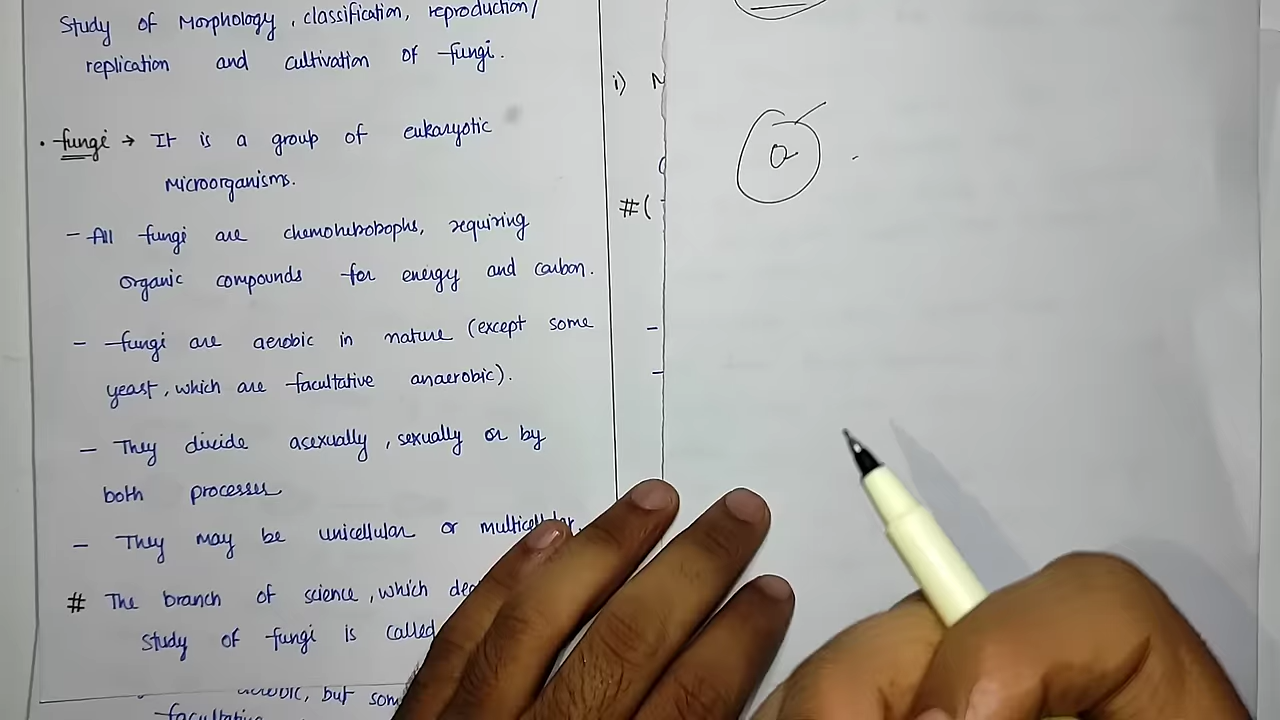 Study of Morphology, classification, reproduction/
replication and cultivation of fungi.
• fungi → It is a group of eukaryotic
Microorganisms.
- All fungi are chemohetrobophs, requiring
organic compounds for energy and carbon.
- fungi are aerobic in nature (except some
yeast, which are facultative anaerobic).
- They divide asexually, sexually or by
both processes
- They may be unicellular or multicellular.
# The branch of science, which
study of fungi is called
but
i)
#(
-
-